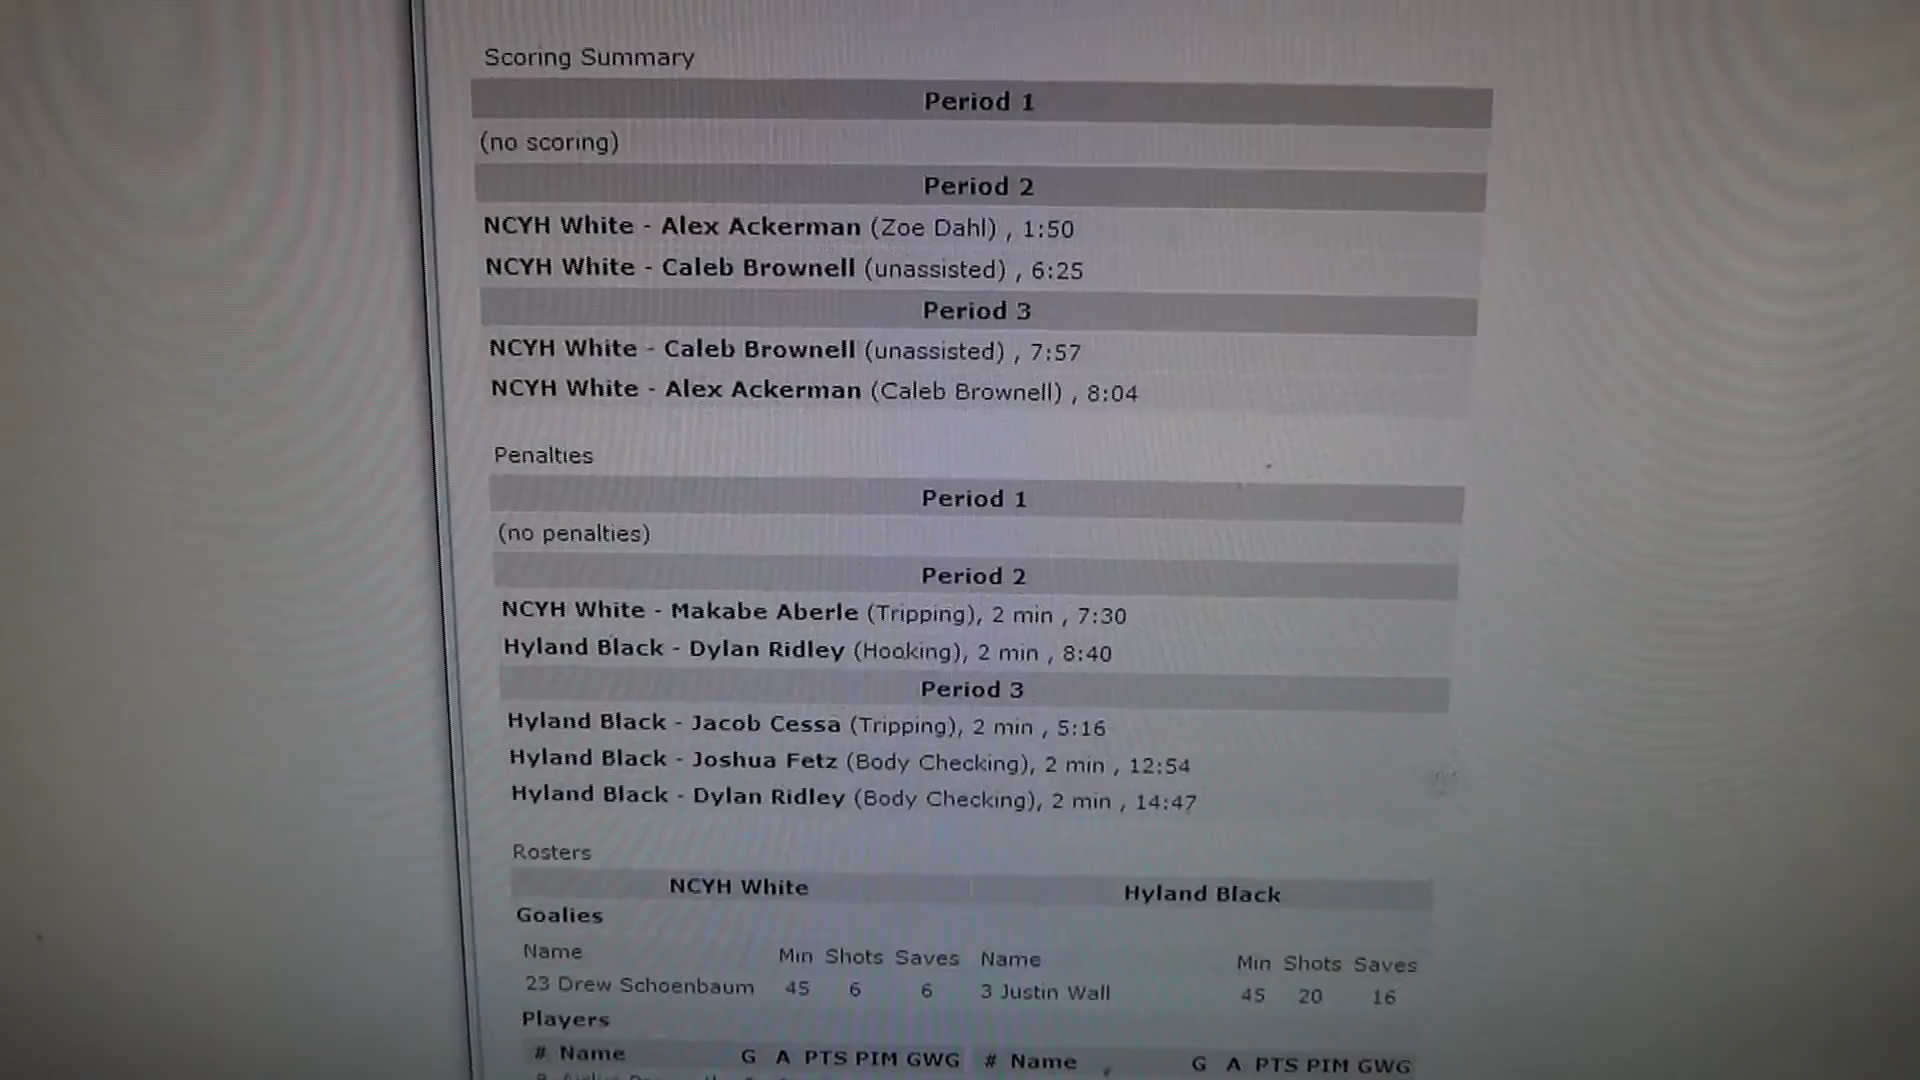 Scoring Summary
Period 1
(no scoring)
Period 2
NCYH White - Alex Ackerman (Zoe Dahl) , 1:50
NCYH White - Caleb Brownell (unassisted) , 6:25
Period 3
NCYH White - Caleb Brownell (unassisted) , 7:57
NCYH White - Alex Ackerman (Caleb Brownell) , 8:04
Penalties
Period 1
(no penalties)
Period 2
NCYH White - Makabe Aberle (Tripping), 2 min , 7:30
Hyland Black - Dylan Ridley (Hooking), 2 min , 8:40
Period 3
Hyland Black - Jacob Cessa (Tripping), 2 min , 5:16
Hyland Black - Joshua Fetz (Body Checking), 2 min , 12:54
Hyland Black - Dylan Ridley (Body Checking), 2 min , 14:47
Rosters
NCYH White Hyland Black
Goalies
Name Min Shots Saves Name Min Shots Saves
23 Drew Schoenbaum 45 6 6 3 Justin Wall 45 20 16
Players
# Name G A PTS PIM GWG # Name G A PTS PIM GWG